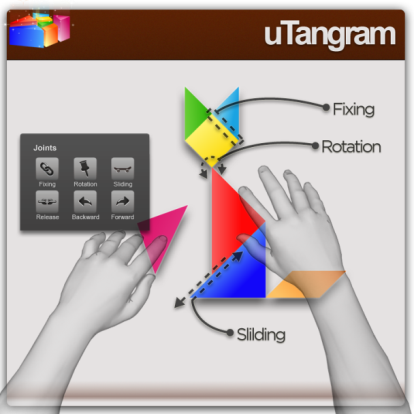 uTangram
Fixing
Rotation
Joints
Fixing Rotation Sliding
Release Backward Forward
Slilding